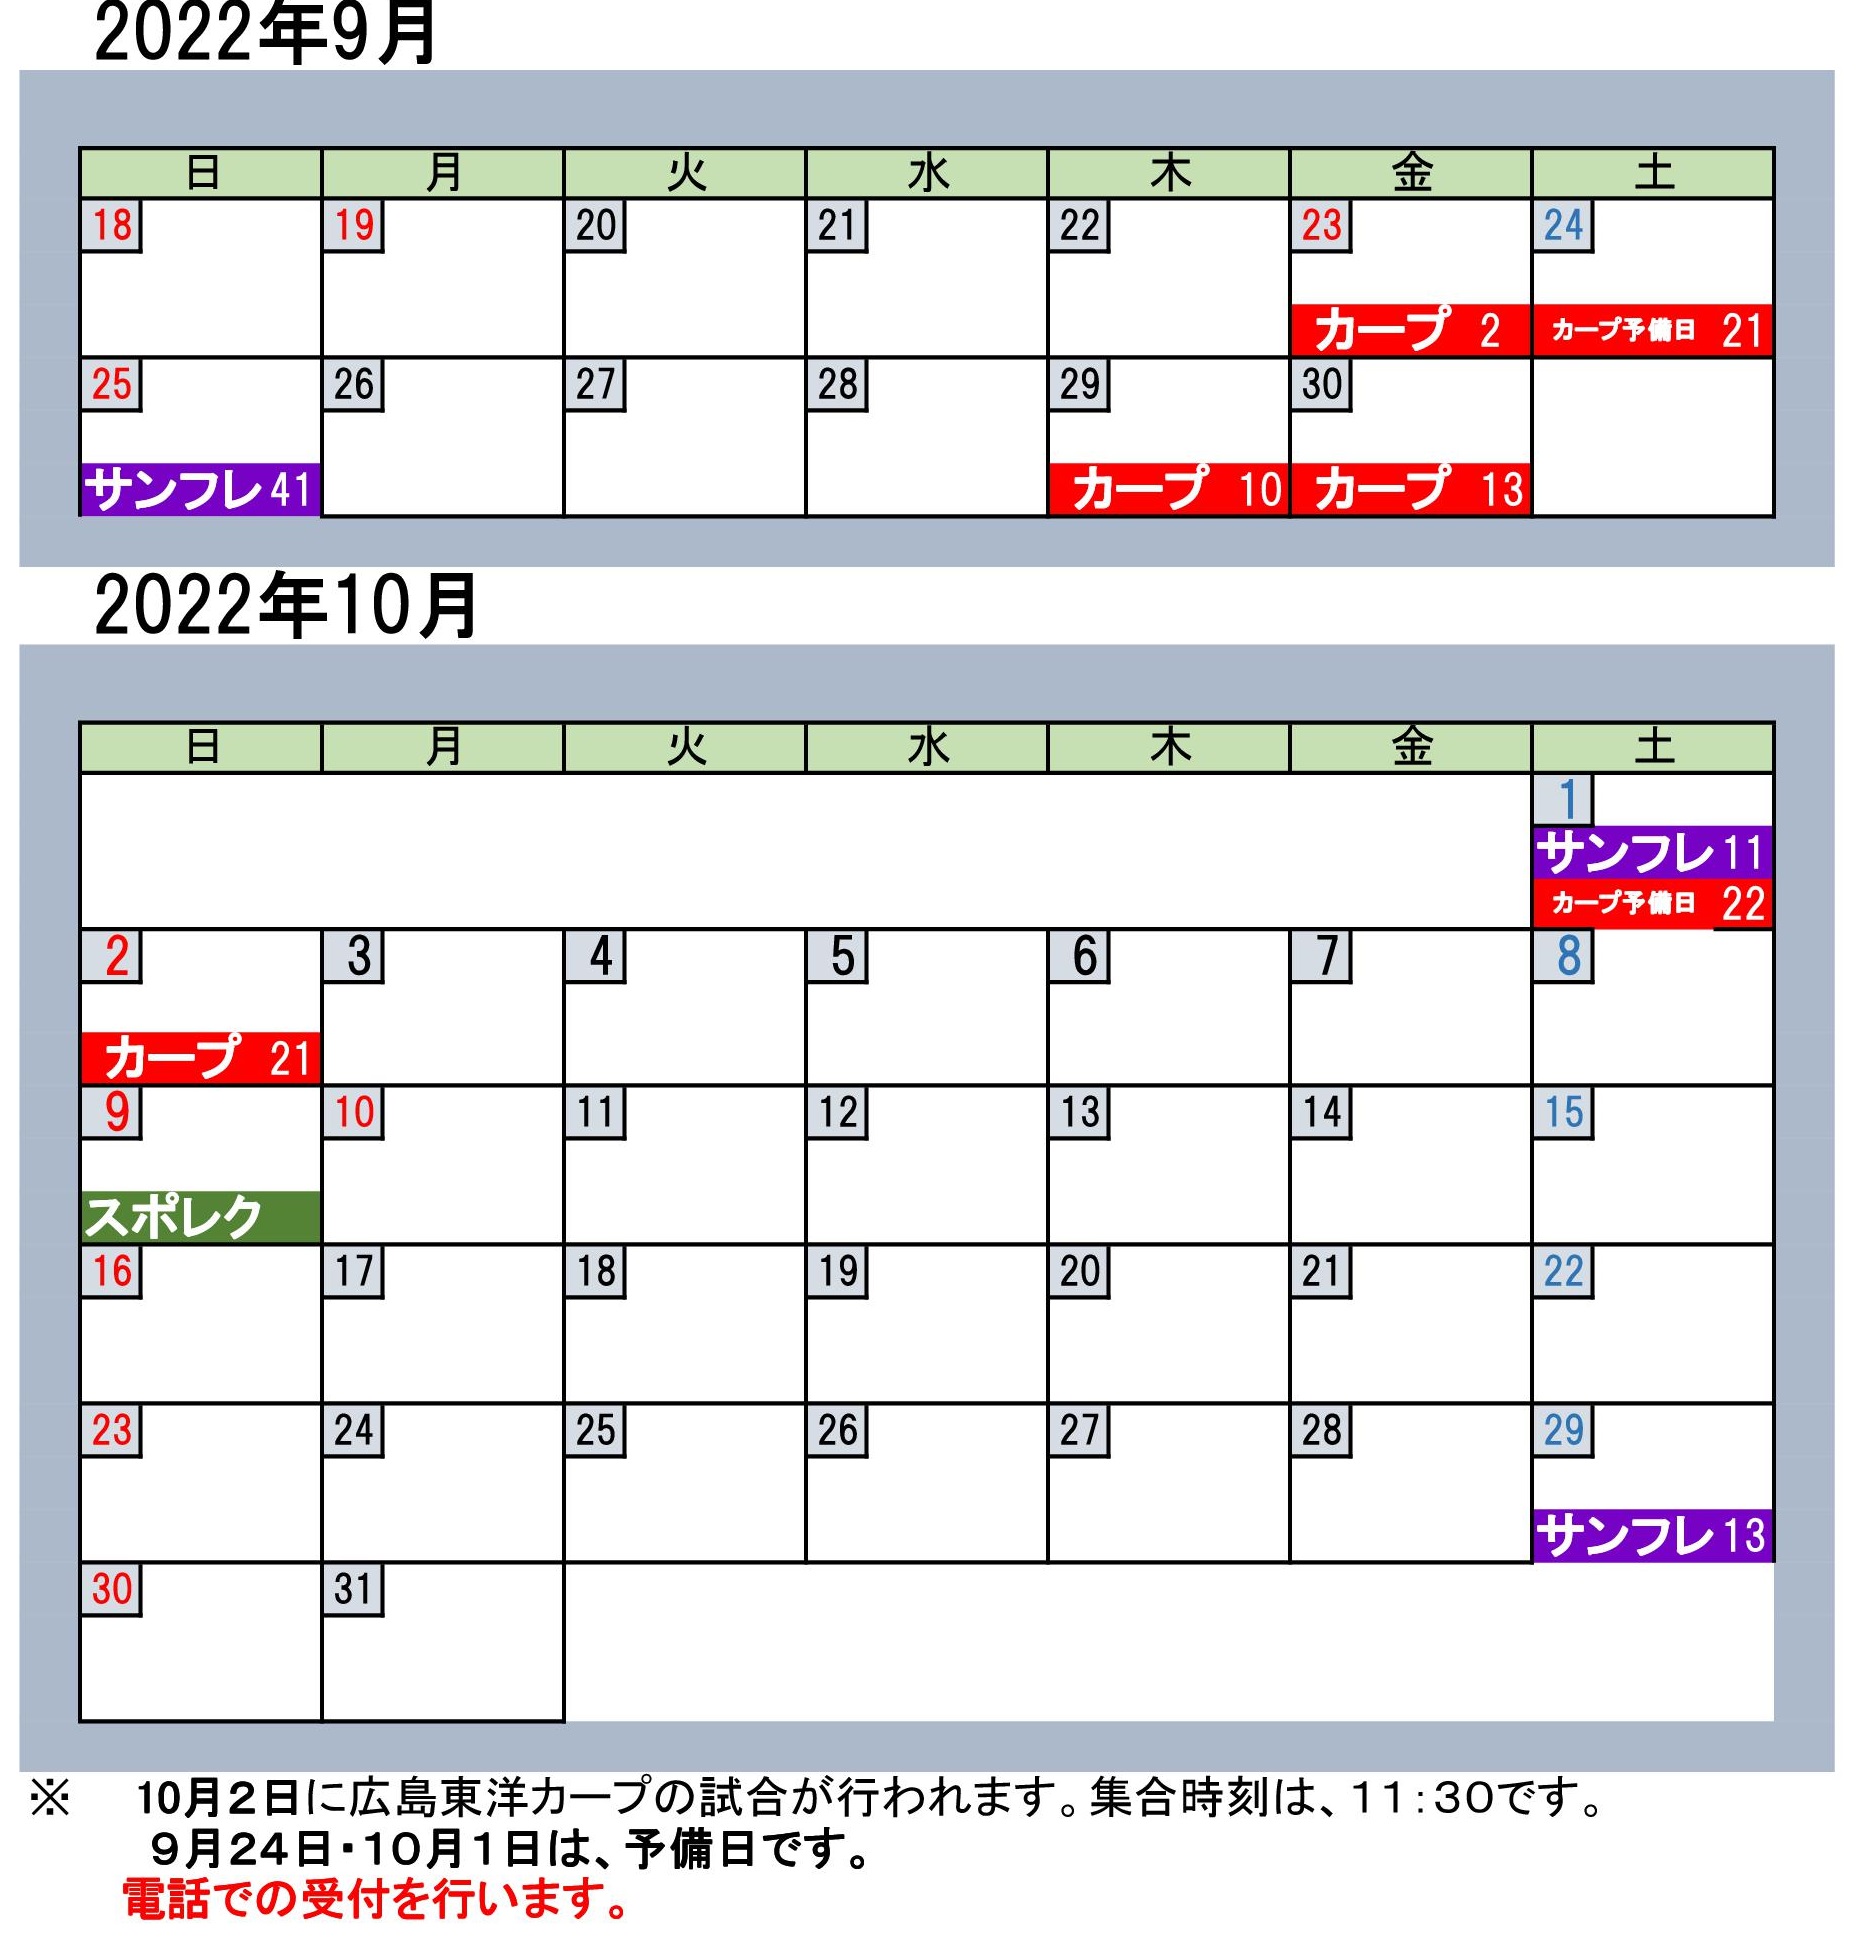 2022年9月
日 月 火 水 木 金 土
18 19 20 21 22 23 24
カープ 2 カープ予備日 21
25 26 27 28 29 30
サンフレ 41 カープ 10 カープ 13
2022年10月
日 月 火 水 木 金 土
1
サンフレ 11
カープ予備日 22
2 3 4 5 6 7 8
カープ 21
9 10 11 12 13 14 15
スポレク
16 17 18 19 20 21 22
23 24 25 26 27 28 29
サンフレ 13
30 31
※ 10月2日に広島東洋カープの試合が行われます。集合時刻は、11:30です。
9月24日・10月1日は、予備日です。
電話での受付を行います。